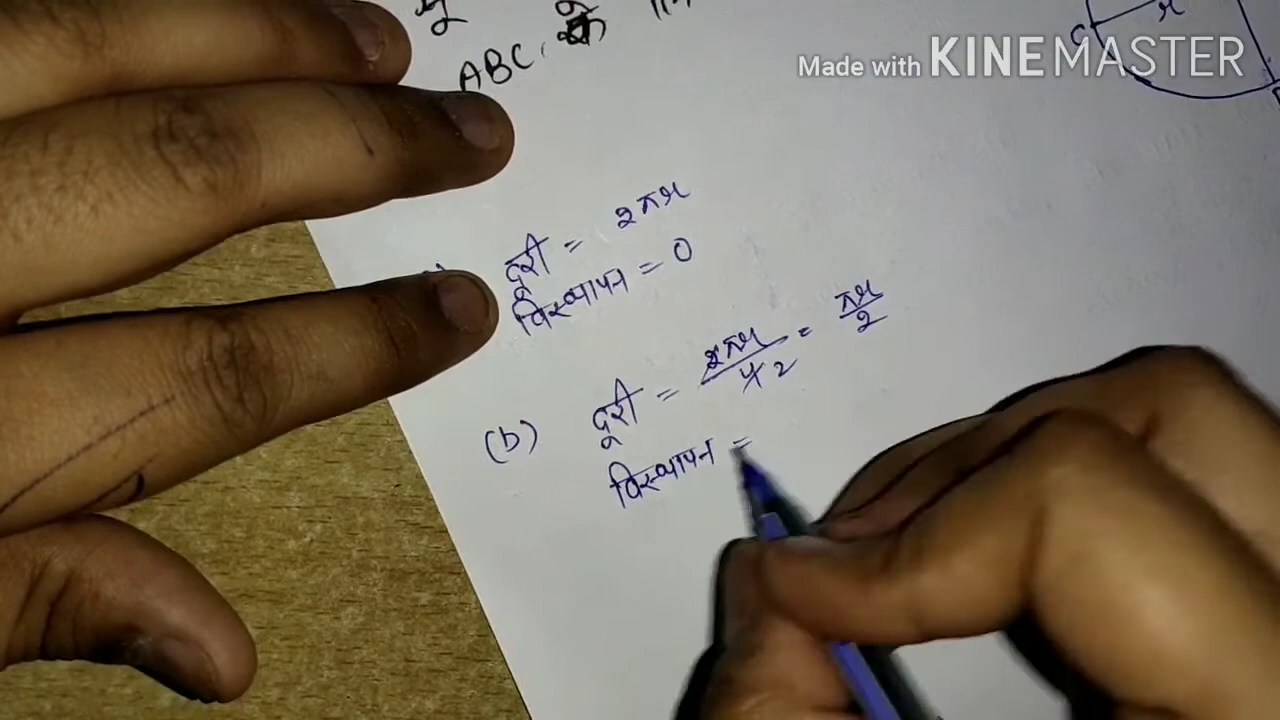 ABC, के
C r
Made with KINEMASTER
दूरी = 2πr
विस्थापन = 0
(b) दूरी = 2πr/4 2 = πr/2
विस्थापन =